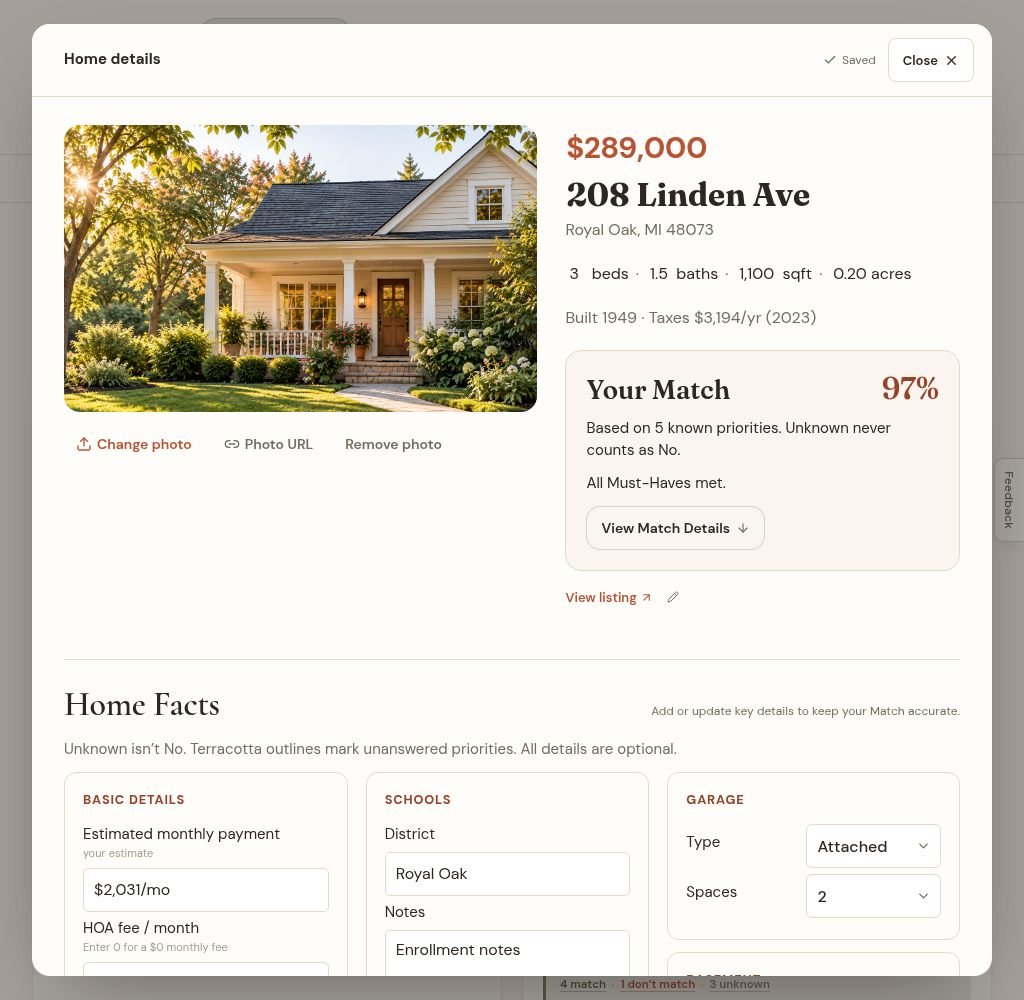 Home details
Saved
Close
$289,000
208 Linden Ave
Royal Oak, MI 48073
3 beds · 1.5 baths · 1,100 sqft · 0.20 acres
Built 1949 · Taxes $3,194/yr (2023)
Your Match 97%
Based on 5 known priorities. Unknown never
counts as No.
All Must-Haves met.
View Match Details
Change photo
Photo URL
Remove photo
View listing
Feedback
Home Facts
Add or update key details to keep your Match accurate.
Unknown isn’t No. Terracotta outlines mark unanswered priorities. All details are optional.
BASIC DETAILS
Estimated monthly payment
your estimate
$2,031/mo
HOA fee / month
Enter 0 for a $0 monthly fee
SCHOOLS
District
Royal Oak
Notes
Enrollment notes
GARAGE
Type
Attached
Spaces
2
4 match · 1 don’t match · 3 unknown